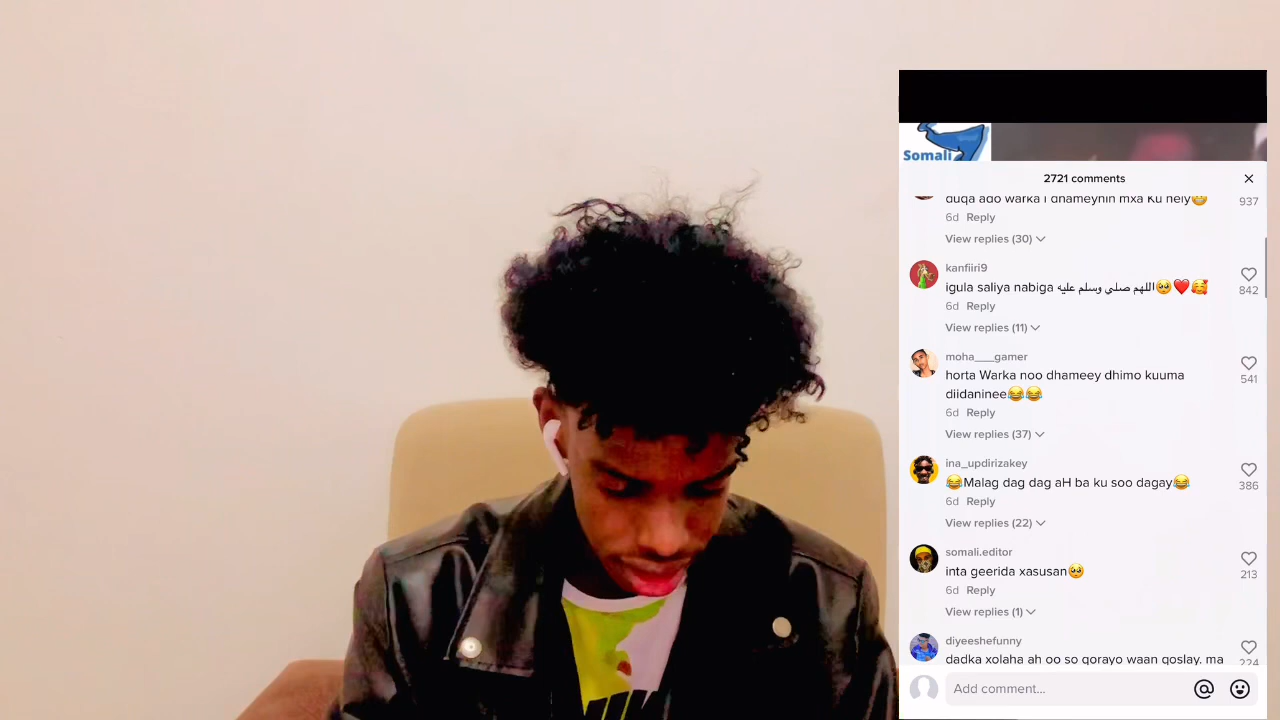 Somali
2721 comments
duqa ado warka i dhameynin mxa Ku hely😁
937
6d Reply
View replies (30)
kanfiiri9
igula saliya nabiga اللهم صلي وسلم عليه🥺❤️🥰
842
6d Reply
View replies (11)
moha___gamer
horta Warka noo dhameey dhimo kuuma
diidaninee😂😂
541
6d Reply
View replies (37)
ina_updirizakey
😂Malag dag dag aH ba ku soo dagay😂
386
6d Reply
View replies (22)
somali.editor
inta geerida xasusan🥺
213
6d Reply
View replies (1)
diyeeshefunny
dadka xolaha ah oo so qorayo waan qoslay. ma
224
Add comment...